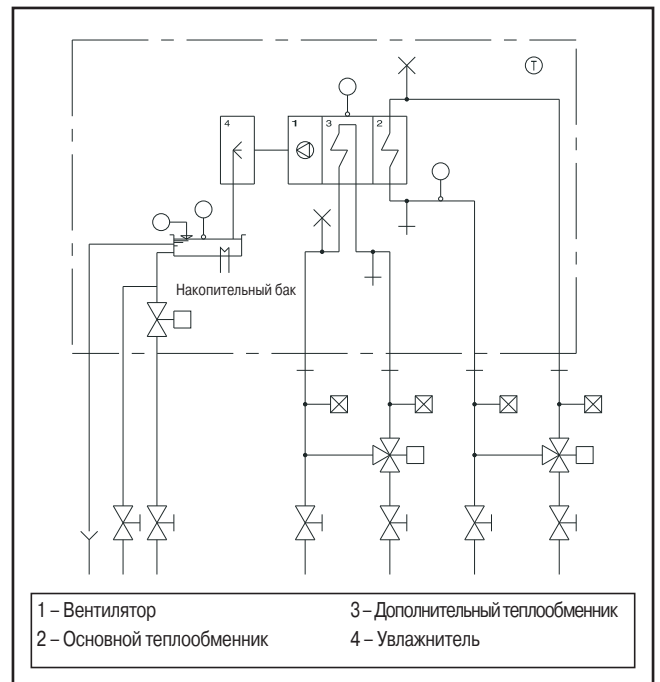 T
4
1
3
2
Накопительный бак
1 – Вентилятор
3 – Дополнительный теплообменник
2 – Основной теплообменник
4 – Увлажнитель